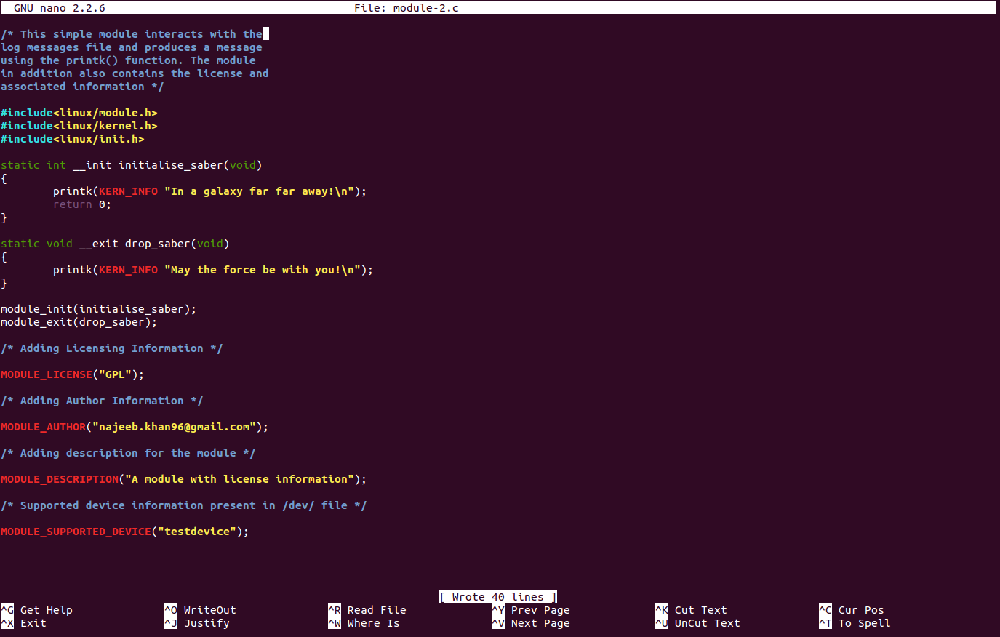 GNU nano 2.2.6 File: module-2.c
/* This simple module interacts with the
log messages file and produces a message
using the printk() function. The module
in addition also contains the license and
associated information */
#include<linux/module.h>
#include<linux/kernel.h>
#include<linux/init.h>
static int __init initialise_saber(void)
{
printk(KERN_INFO "In a galaxy far far away!\n");
return 0;
}
static void __exit drop_saber(void)
{
printk(KERN_INFO "May the force be with you!\n");
}
module_init(initialise_saber);
module_exit(drop_saber);
/* Adding Licensing Information */
MODULE_LICENSE("GPL");
/* Adding Author Information */
MODULE_AUTHOR("najeeb.khan96@gmail.com");
/* Adding description for the module */
MODULE_DESCRIPTION("A module with license information");
/* Supported device information present in /dev/ file */
MODULE_SUPPORTED_DEVICE("testdevice");
[ Wrote 40 lines ]
^G Get Help ^O WriteOut ^R Read File ^Y Prev Page ^K Cut Text ^C Cur Pos
^X Exit ^J Justify ^W Where Is ^V Next Page ^U UnCut Text ^T To Spell